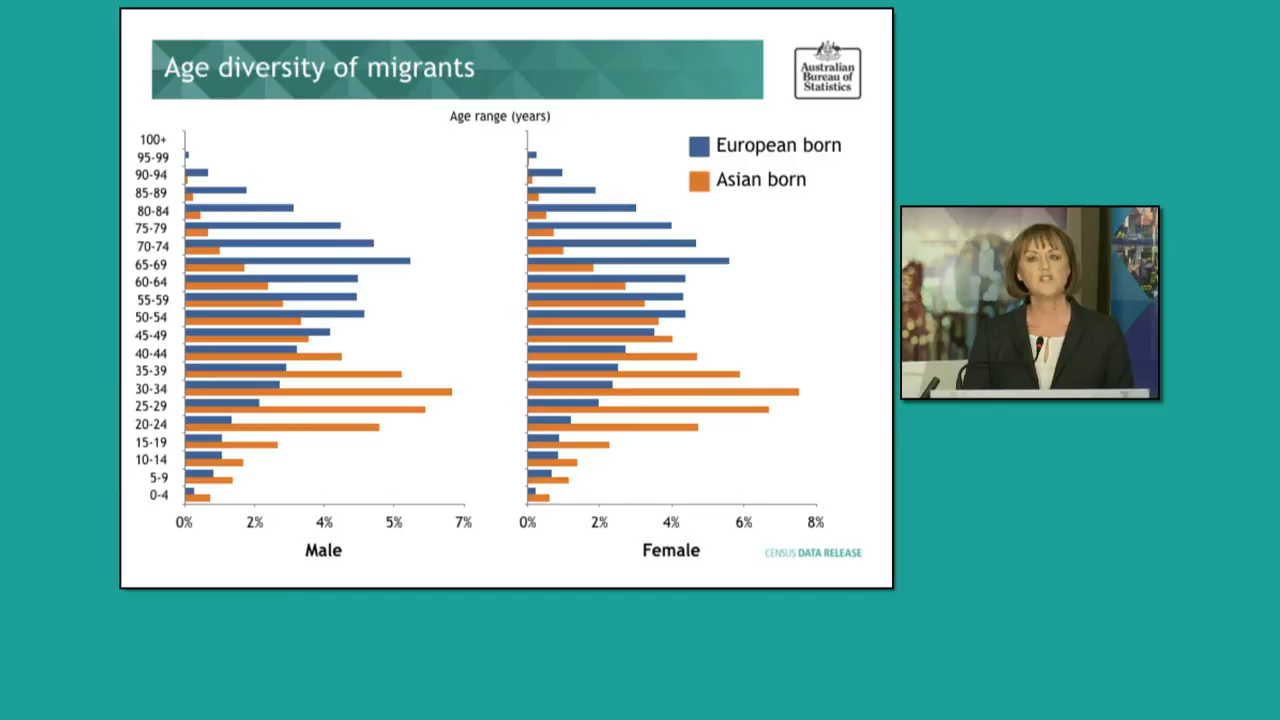 Age diversity of migrants
Australian
Bureau of
Statistics
Age range (years)
European born
Asian born
100+
95-99
90-94
85-89
80-84
75-79
70-74
65-69
60-64
55-59
50-54
45-49
40-44
35-39
30-34
25-29
20-24
15-19
10-14
5-9
0-4
0% 2% 4% 5% 7%
0% 2% 4% 6% 8%
Male
Female
CENSUS DATA RELEASE